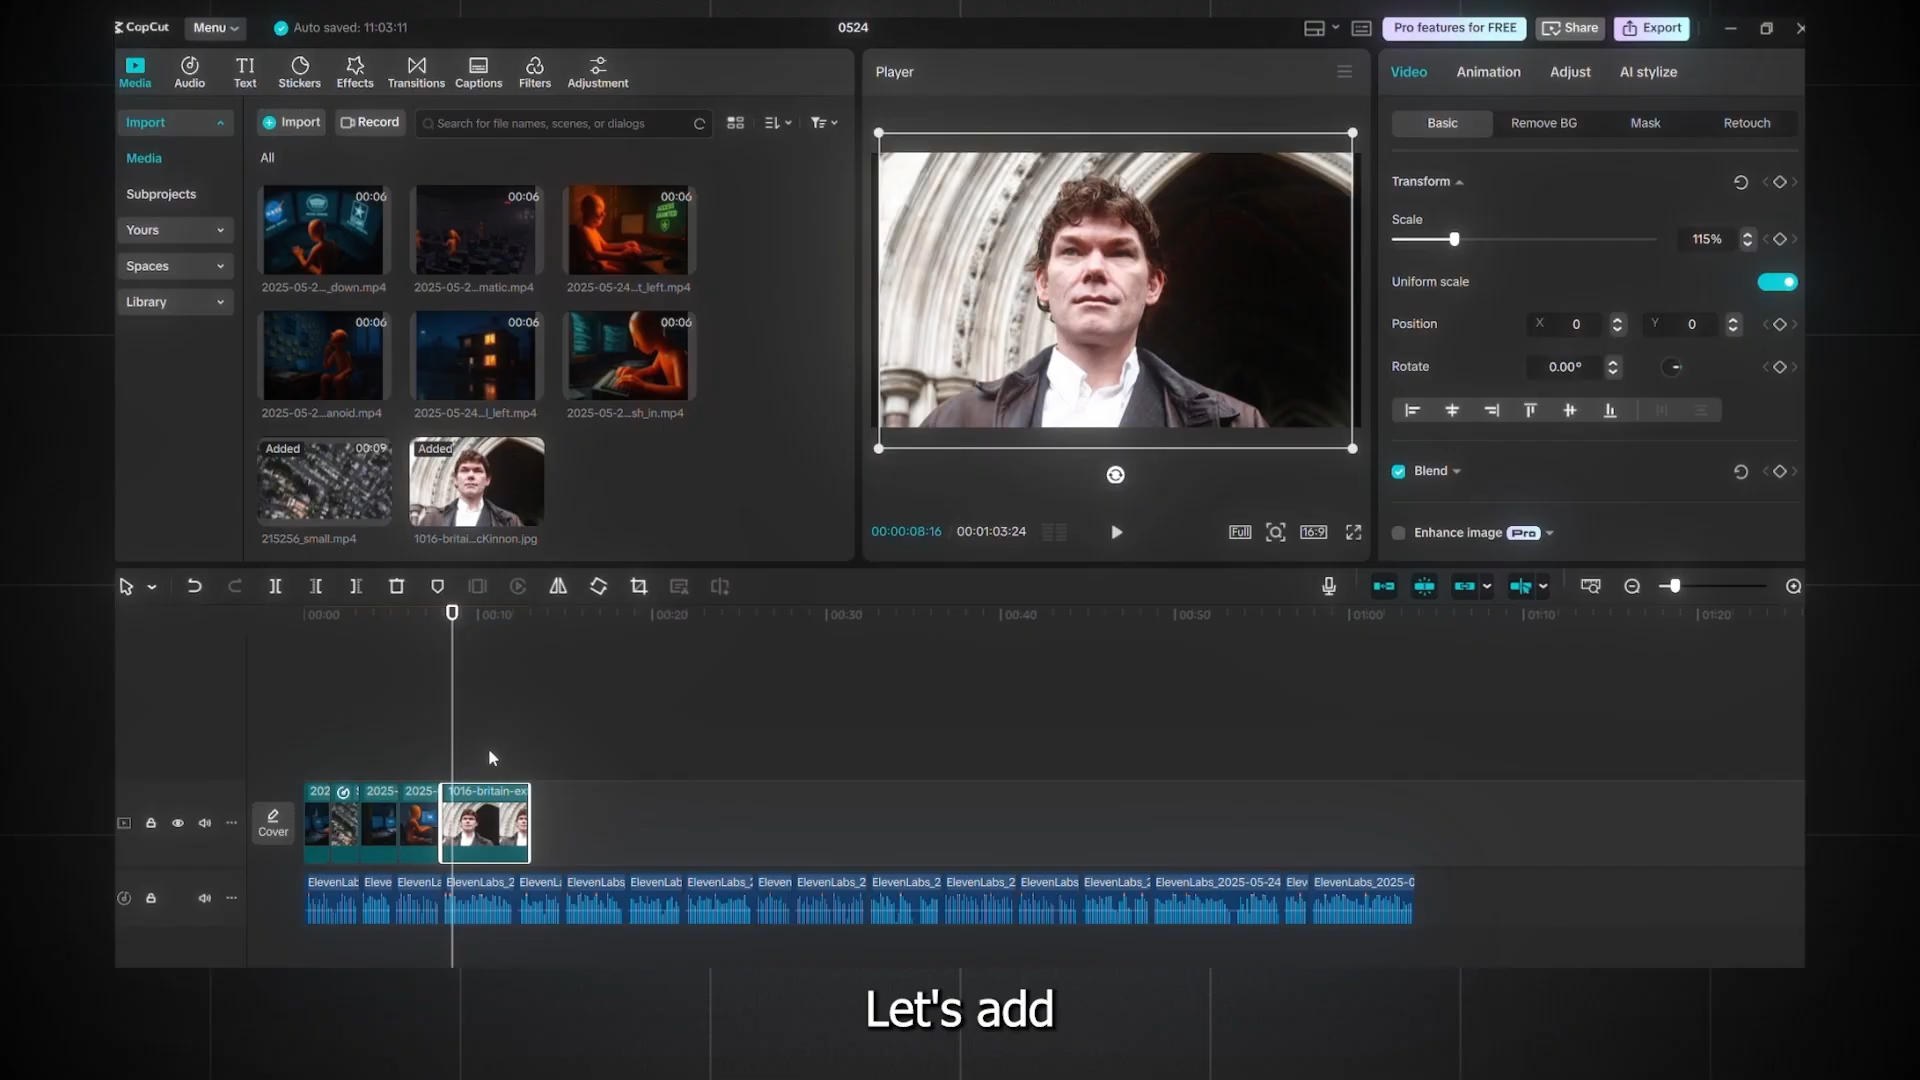 CapCut
Menu
Auto saved: 11:03:11
0524
Pro features for FREE
Share
Export
Media
Audio
TI
Text
Stickers
Effects
Transitions
Captions
Filters
Adjustment
Player
Video
Animation
Adjust
AI stylize
Import
Import
Record
Search for file names, scenes, or dialogs
Basic
Remove BG
Mask
Retouch
Media
All
Subprojects
Yours
Spaces
Library
00:06
00:06
00:06
2025-05-2..._down.mp4
2025-05-2...matic.mp4
2025-05-24...t_left.mp4
00:06
00:06
00:06
2025-05-2...anoid.mp4
2025-05-24...l_left.mp4
2025-05-2...sh_in.mp4
Added
00:09
Added
215256_small.mp4
1016-britai...cKinnon.jpg
Transform
Scale
115%
Uniform scale
Position
X 0
Y 0
Rotate
0.00°
Blend
Enhance image Pro
00:00:08:16
00:01:03:24
Full
16:9
00:00
00:10
00:20
00:30
00:40
00:50
01:00
01:10
01:20
Cover
202
2025-
2025-
1016-britain-ex
ElevenLab
Eleve
ElevenLa
ElevenLabs_2
ElevenLa
ElevenLabs
ElevenLab
ElevenLabs_2
Eleven
ElevenLabs_2
ElevenLabs_2
ElevenLabs_2
ElevenLabs
ElevenLabs_2
ElevenLabs_2025-05-24
Elev
ElevenLabs_2025-0
Let's add